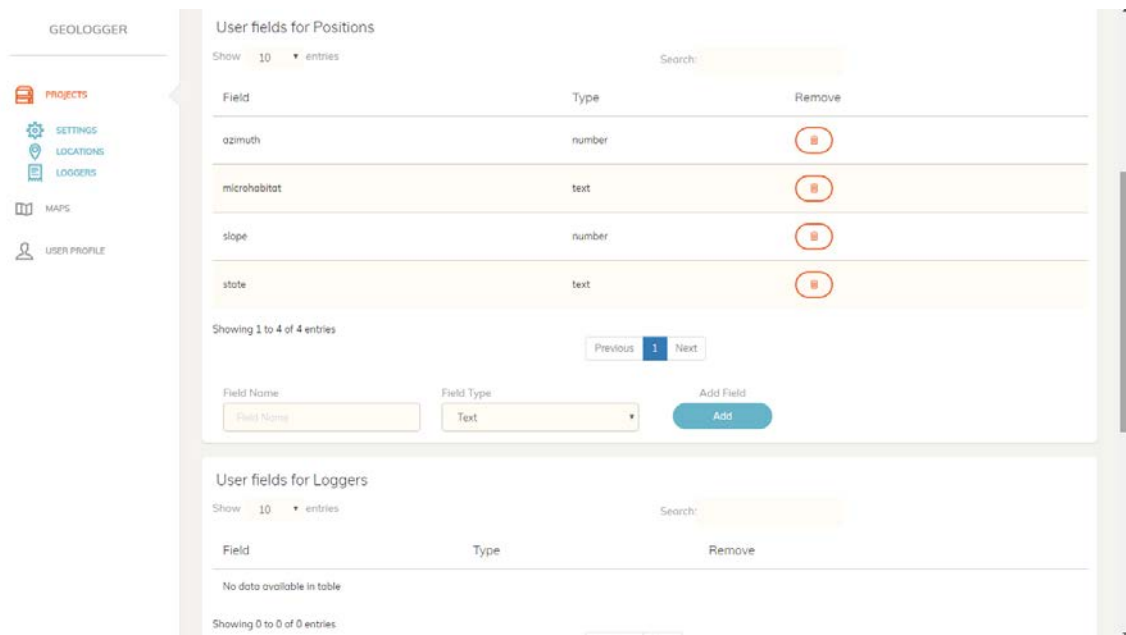 GEOLOGGER
PROJECTS
SETTINGS
LOCATIONS
LOGGERS
MAPS
USER PROFILE
User fields for Positions
Show 10 entries Search:
Field Type Remove
azimuth number
microhabitat text
slope number
state text
Showing 1 to 4 of 4 entries
Previous 1 Next
Field Name Field Type Add Field
Field Name Text Add
User fields for Loggers
Show 10 entries Search:
Field Type Remove
No data available in table
Showing 0 to 0 of 0 entries